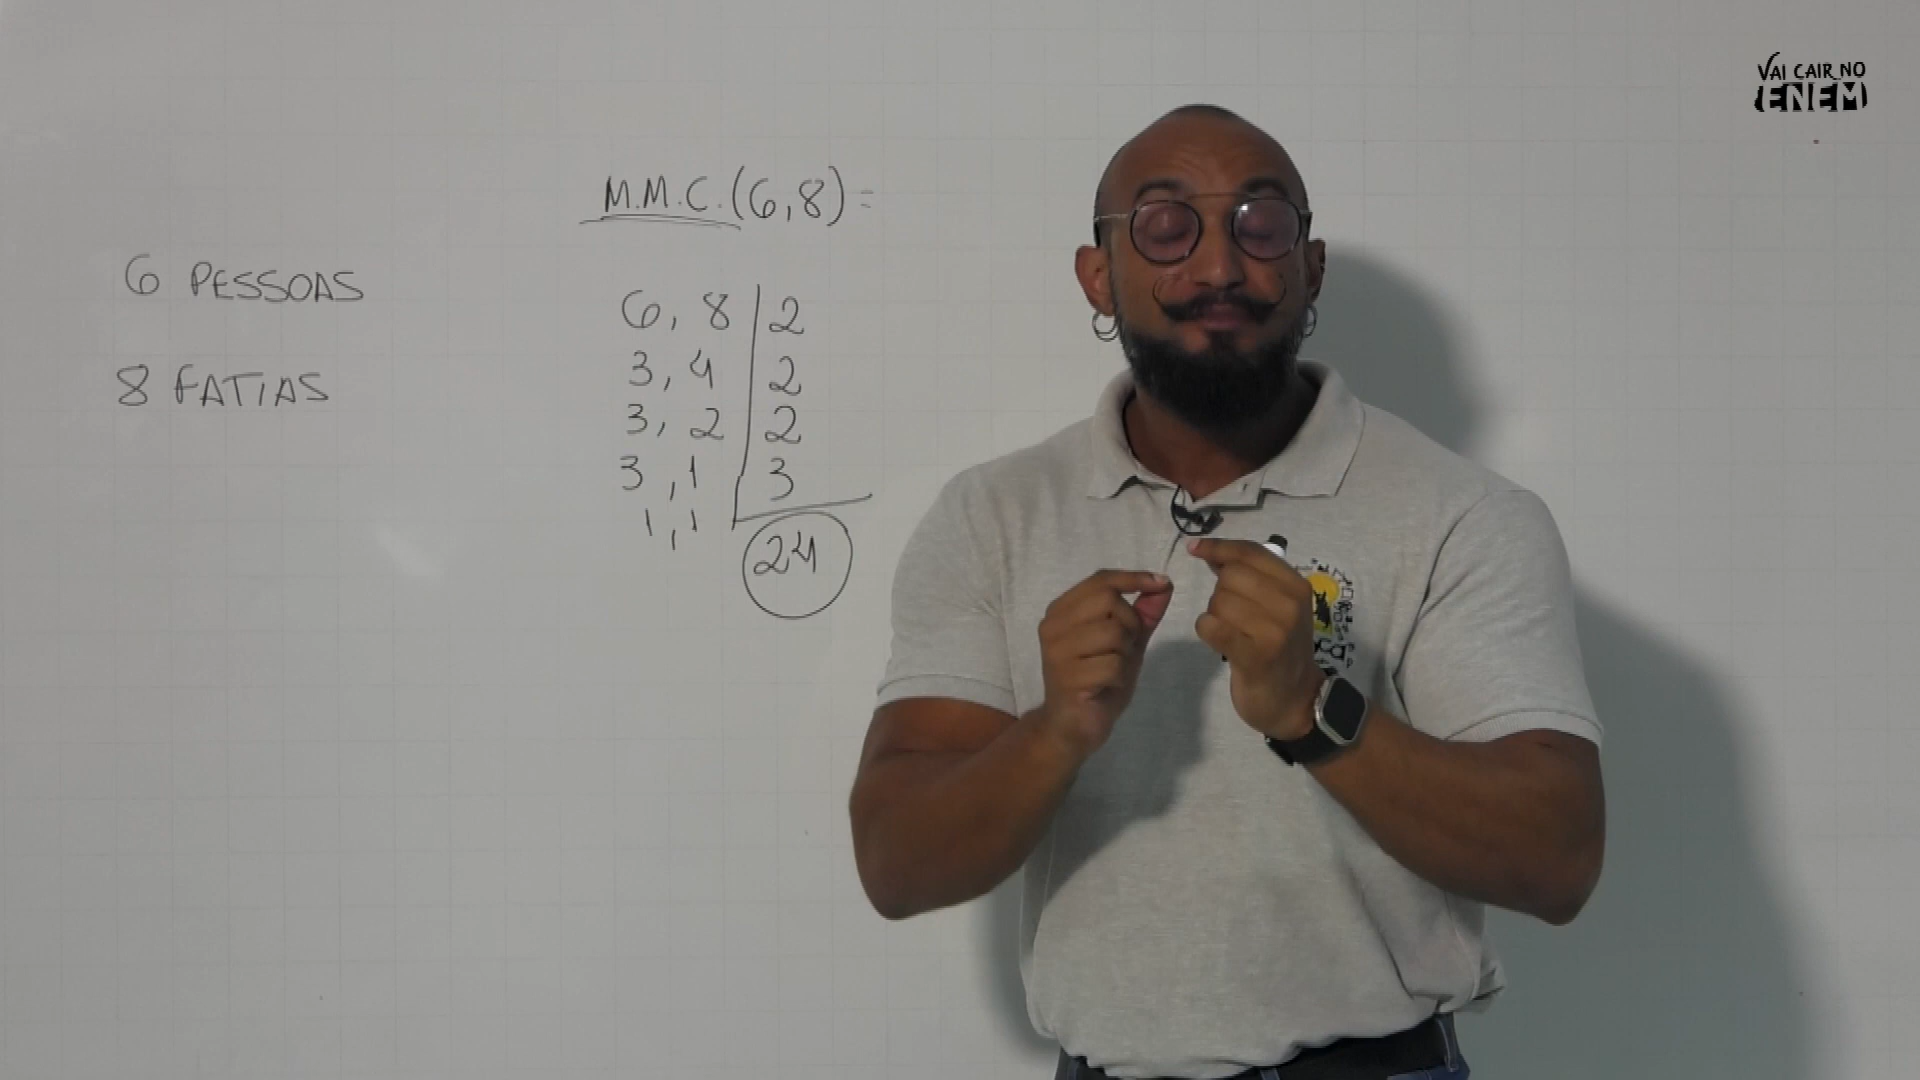 VAI CAIR NO
ENEM
M.M.C.(6,8)=
6 PESSOAS
8 FATIAS
6, 8 | 2
3, 4 | 2
3, 2 | 2
3, 1 | 3
1, 1
24